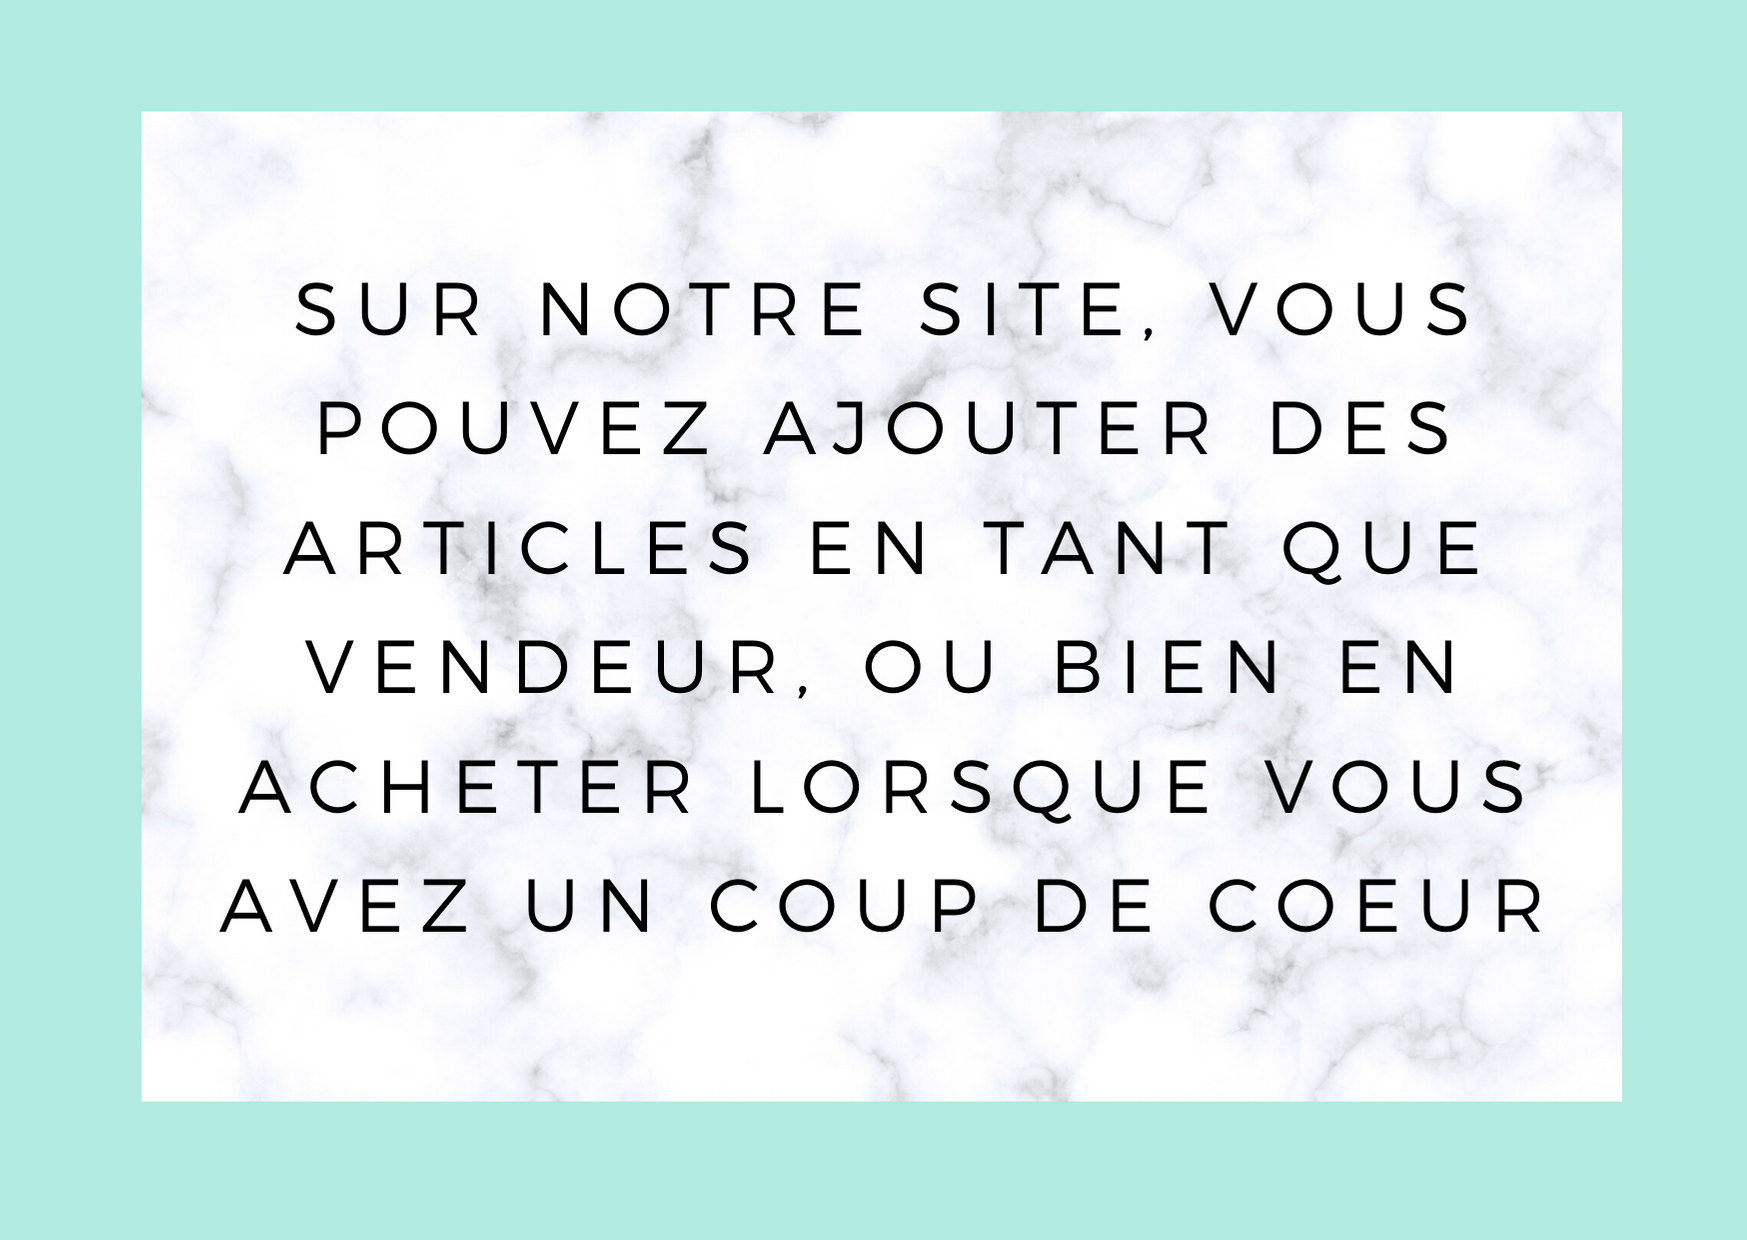 SUR NOTRE SITE, VOUS
POUVEZ AJOUTER DES
ARTICLES EN TANT QUE
VENDEUR, OU BIEN EN
ACHETER LORSQUE VOUS
AVEZ UN COUP DE COEUR